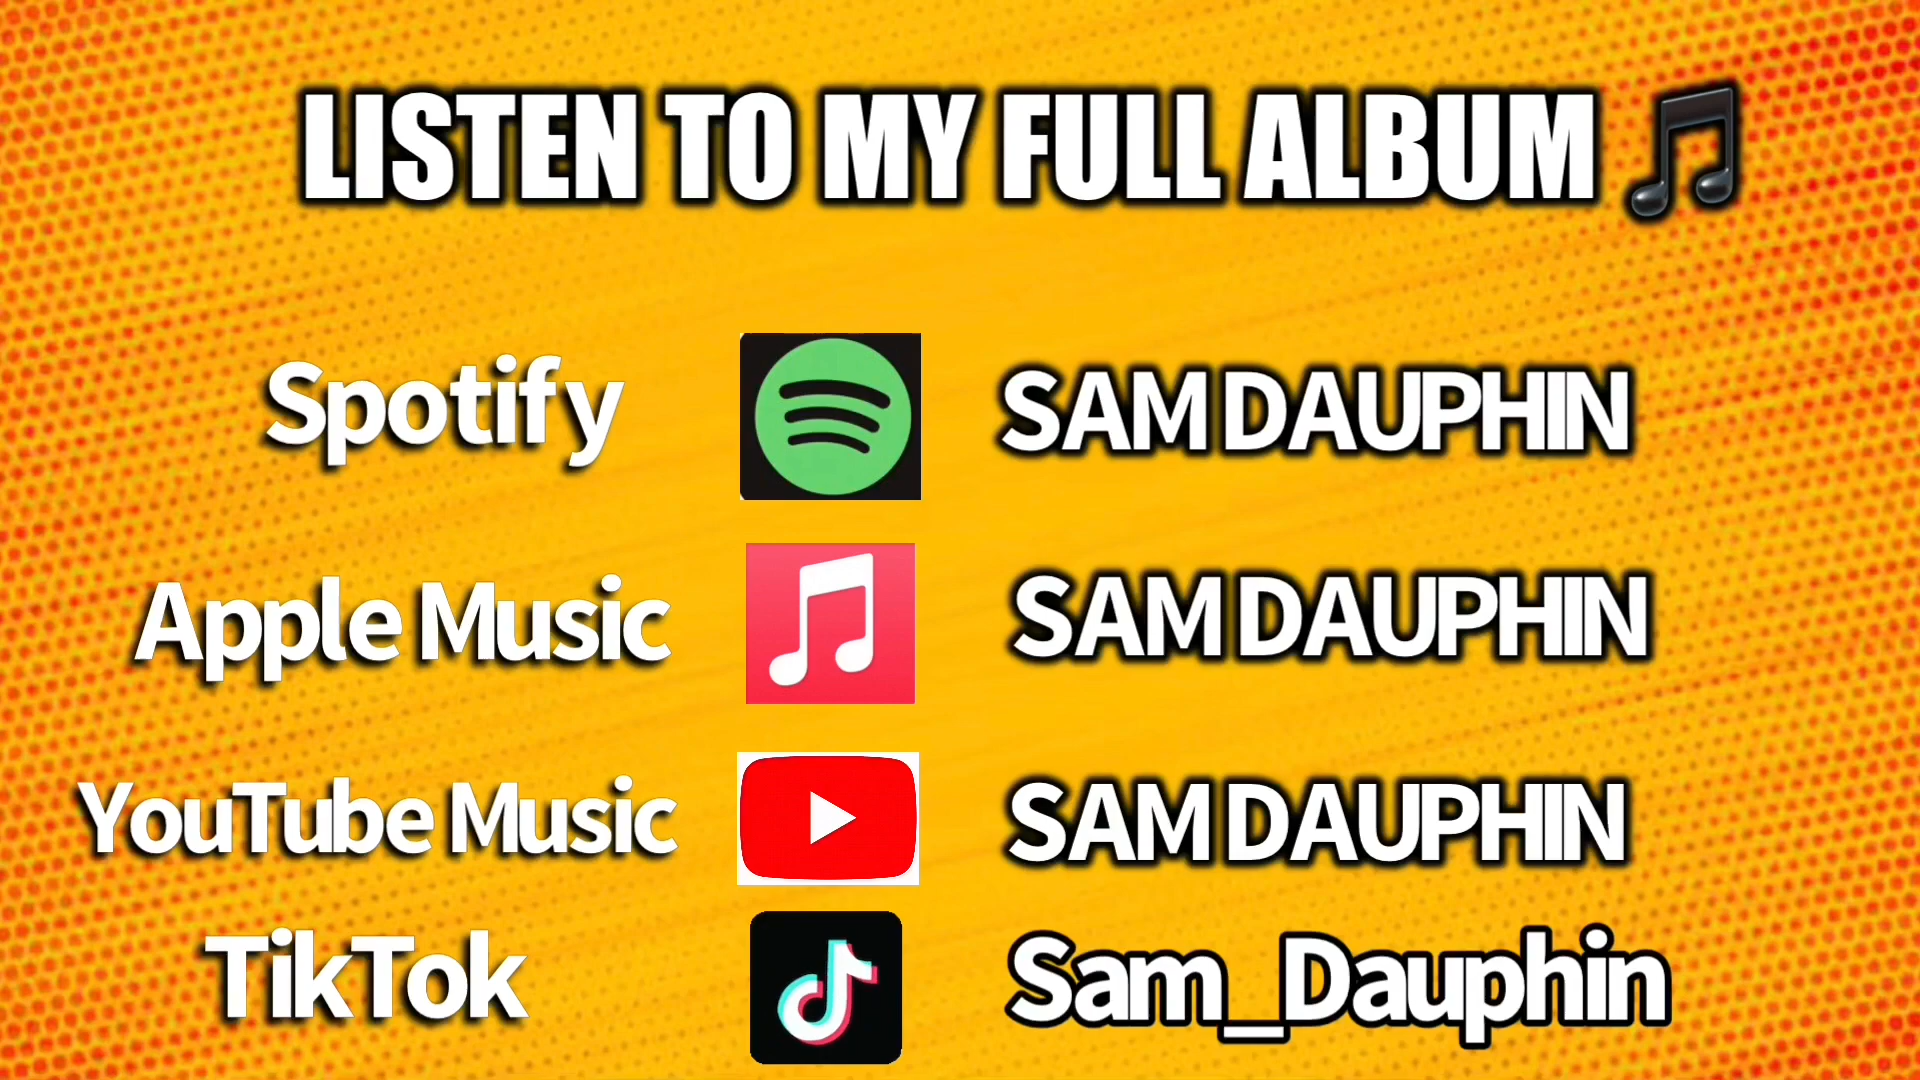 LISTEN TO MY FULL ALBUM 🎵
Spotify SAM DAUPHIN
Apple Music SAM DAUPHIN
YouTube Music SAM DAUPHIN
TikTok Sam_Dauphin